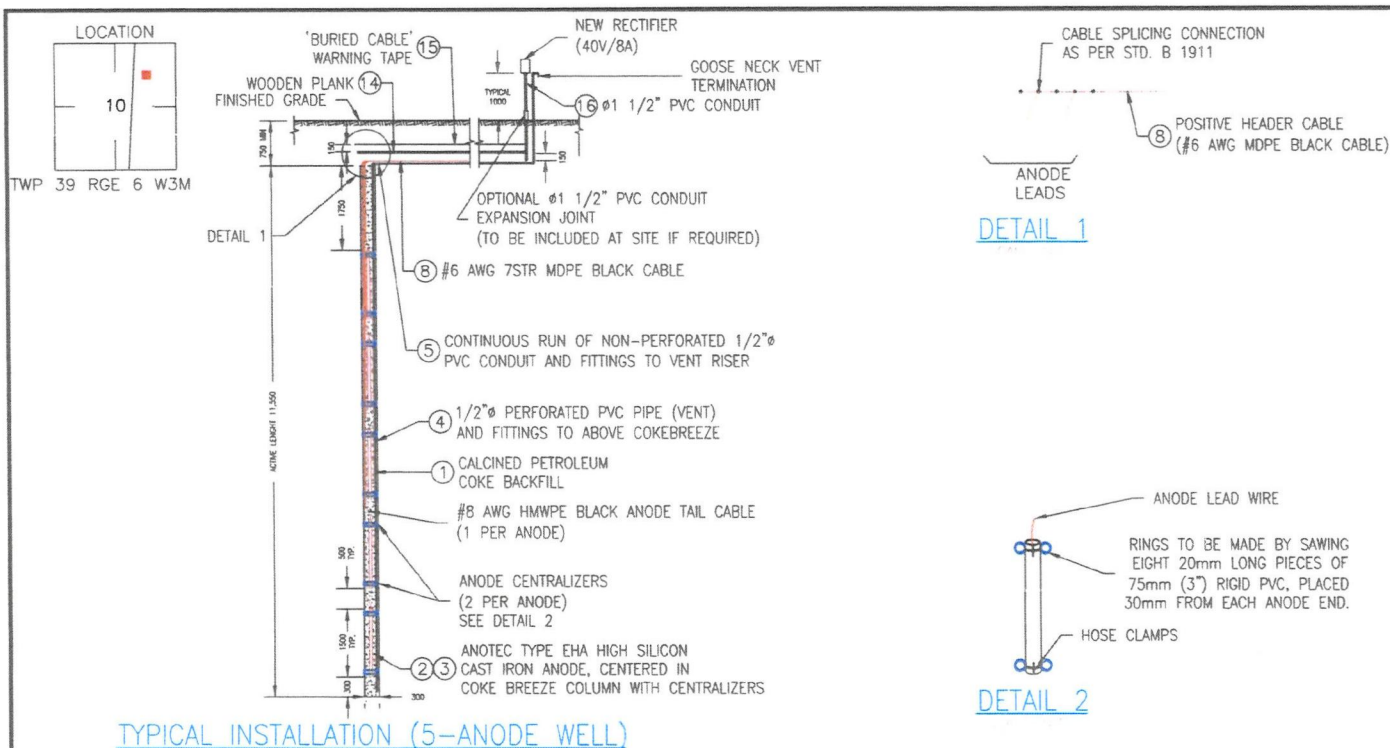 LOCATION
10
TWP 39 RGE 6 W3M
'BURIED CABLE'
WARNING TAPE
15
WOODEN PLANK 14
FINISHED GRADE
NEW RECTIFIER
(40V/8A)
GOOSE NECK VENT
TERMINATION
TYPICAL
1000
16 ø1 1/2" PVC CONDUIT
750 MIN
150
150
1750
DETAIL 1
OPTIONAL ø1 1/2" PVC CONDUIT
EXPANSION JOINT
(TO BE INCLUDED AT SITE IF REQUIRED)
8 #6 AWG 7STR MDPE BLACK CABLE
5 CONTINUOUS RUN OF NON-PERFORATED 1/2"ø
PVC CONDUIT AND FITTINGS TO VENT RISER
ACTIVE LENGHT 11,550
4 1/2"ø PERFORATED PVC PIPE (VENT)
AND FITTINGS TO ABOVE COKEBREEZE
1 CALCINED PETROLEUM
COKE BACKFILL
#8 AWG HMWPE BLACK ANODE TAIL CABLE
(1 PER ANODE)
500
TYP.
ANODE CENTRALIZERS
(2 PER ANODE)
SEE DETAIL 2
1500
TYP.
2 3 ANOTEC TYPE EHA HIGH SILICON
CAST IRON ANODE, CENTERED IN
COKE BREEZE COLUMN WITH CENTRALIZERS
300
300
TYPICAL INSTALLATION (5-ANODE WELL)
CABLE SPLICING CONNECTION
AS PER STD. B 1911
8 POSITIVE HEADER CABLE
(#6 AWG MDPE BLACK CABLE)
ANODE
LEADS
DETAIL 1
ANODE LEAD WIRE
RINGS TO BE MADE BY SAWING
EIGHT 20mm LONG PIECES OF
75mm (3") RIGID PVC, PLACED
30mm FROM EACH ANODE END.
HOSE CLAMPS
DETAIL 2